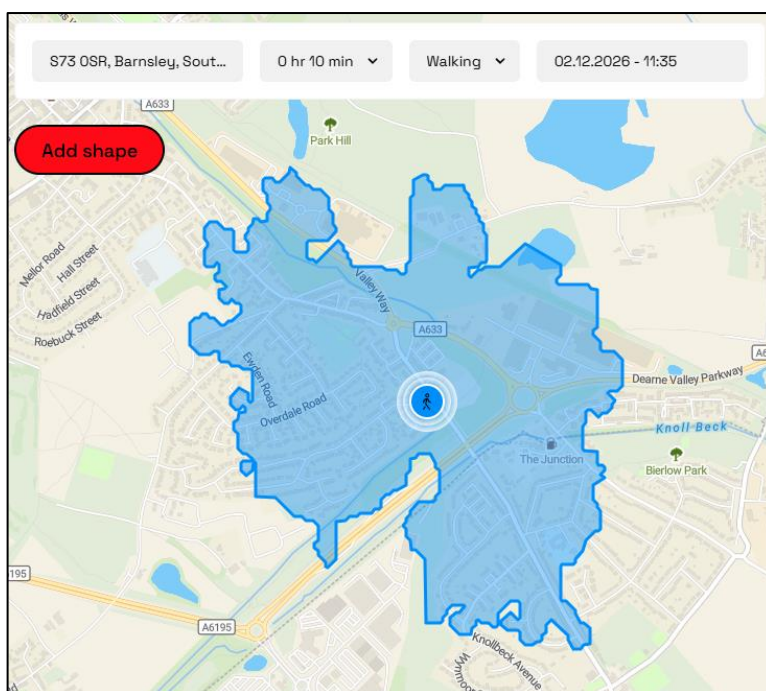 S73 0SR, Barnsley, Sout...
0 hr 10 min
Walking
02.12.2026 - 11:35
A633
Add shape
Park Hill
Mellor Road
Hall Street
Hadfield Street
Roebuck Street
Valley Way
A633
Ewden Road
Overdale Road
Dearne Valley Parkway
Knoll Beck
The Junction
Bierlow Park
195
A6195
Knollbeck Avenue